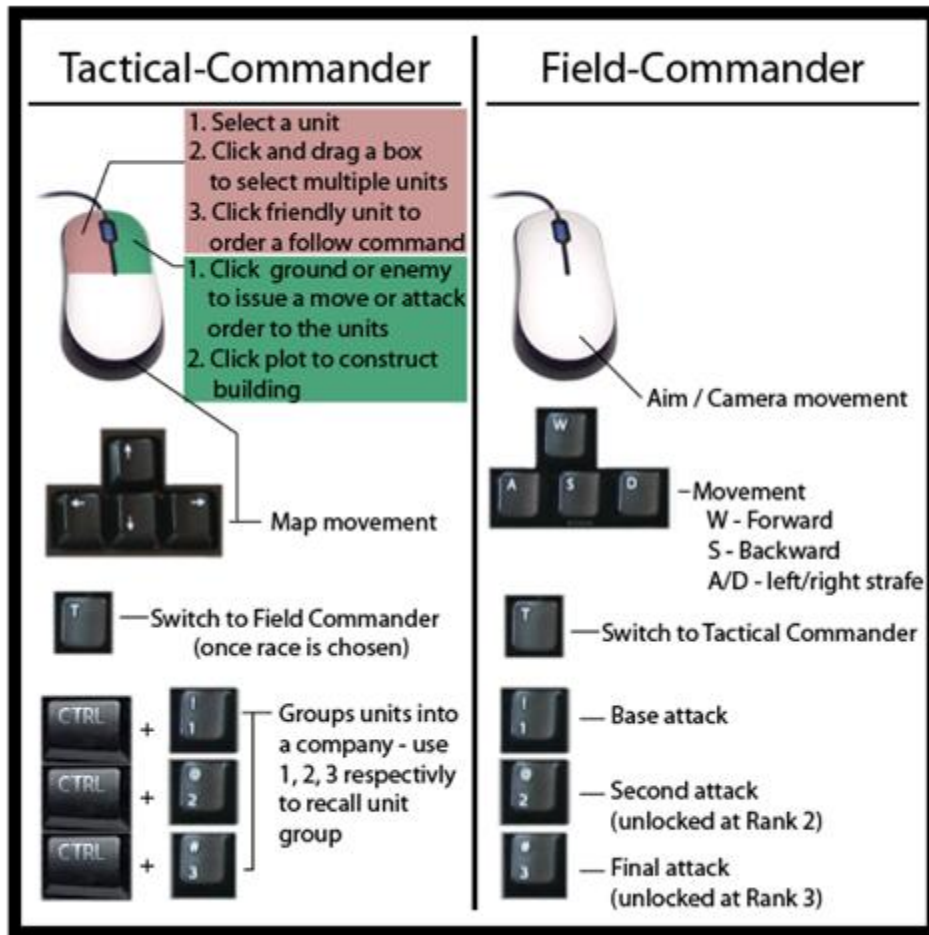 Tactical-Commander
1. Select a unit
2. Click and drag a box
to select multiple units
3. Click friendly unit to
order a follow command
1. Click ground or enemy
to issue a move or attack
order to the units
2. Click plot to construct
building
↑
← ↓ →
Map movement
T
Switch to Field Commander
(once race is chosen)
CTRL + ! 1
CTRL + @ 2
CTRL + # 3
Groups units into
a company - use
1, 2, 3 respectivly
to recall unit
group
Field-Commander
Aim / Camera movement
W
A S D
Movement
W - Forward
S - Backward
A/D - left/right strafe
T
Switch to Tactical Commander
! 1
Base attack
@ 2
Second attack
(unlocked at Rank 2)
# 3
Final attack
(unlocked at Rank 3)